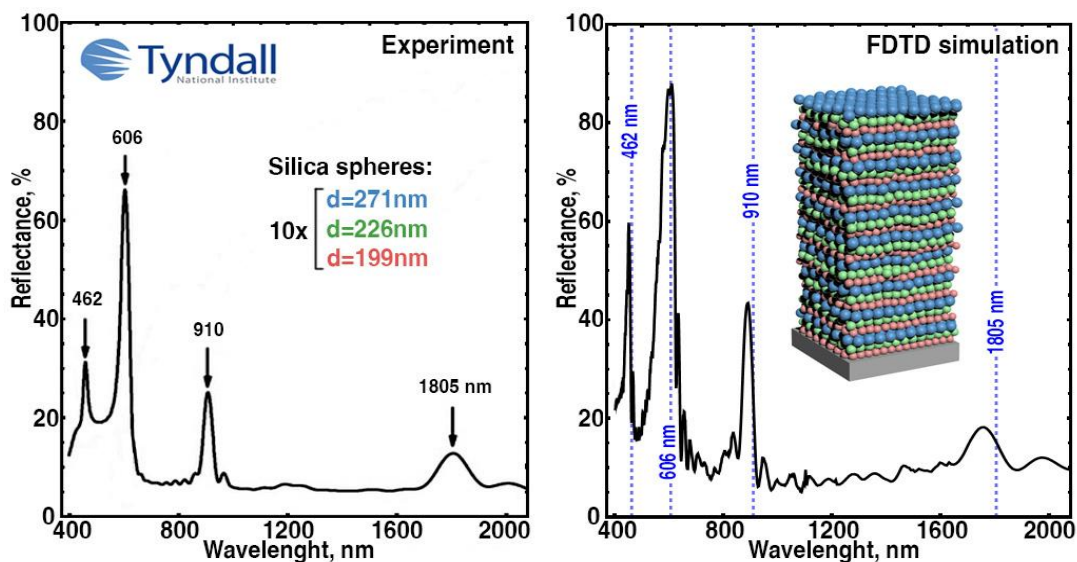 Experiment
Tyndall
National Institute
606
462
910
1805 nm
Silica spheres:
d=271nm
10x
d=226nm
d=199nm
100
80
60
40
20
0
Reflectance, %
400
800
1200
1600
2000
Wavelenght, nm
FDTD simulation
462 nm
606 nm
910 nm
1805 nm
100
80
60
40
20
0
Reflectance, %
400
800
1200
1600
2000
Wavelenght, nm